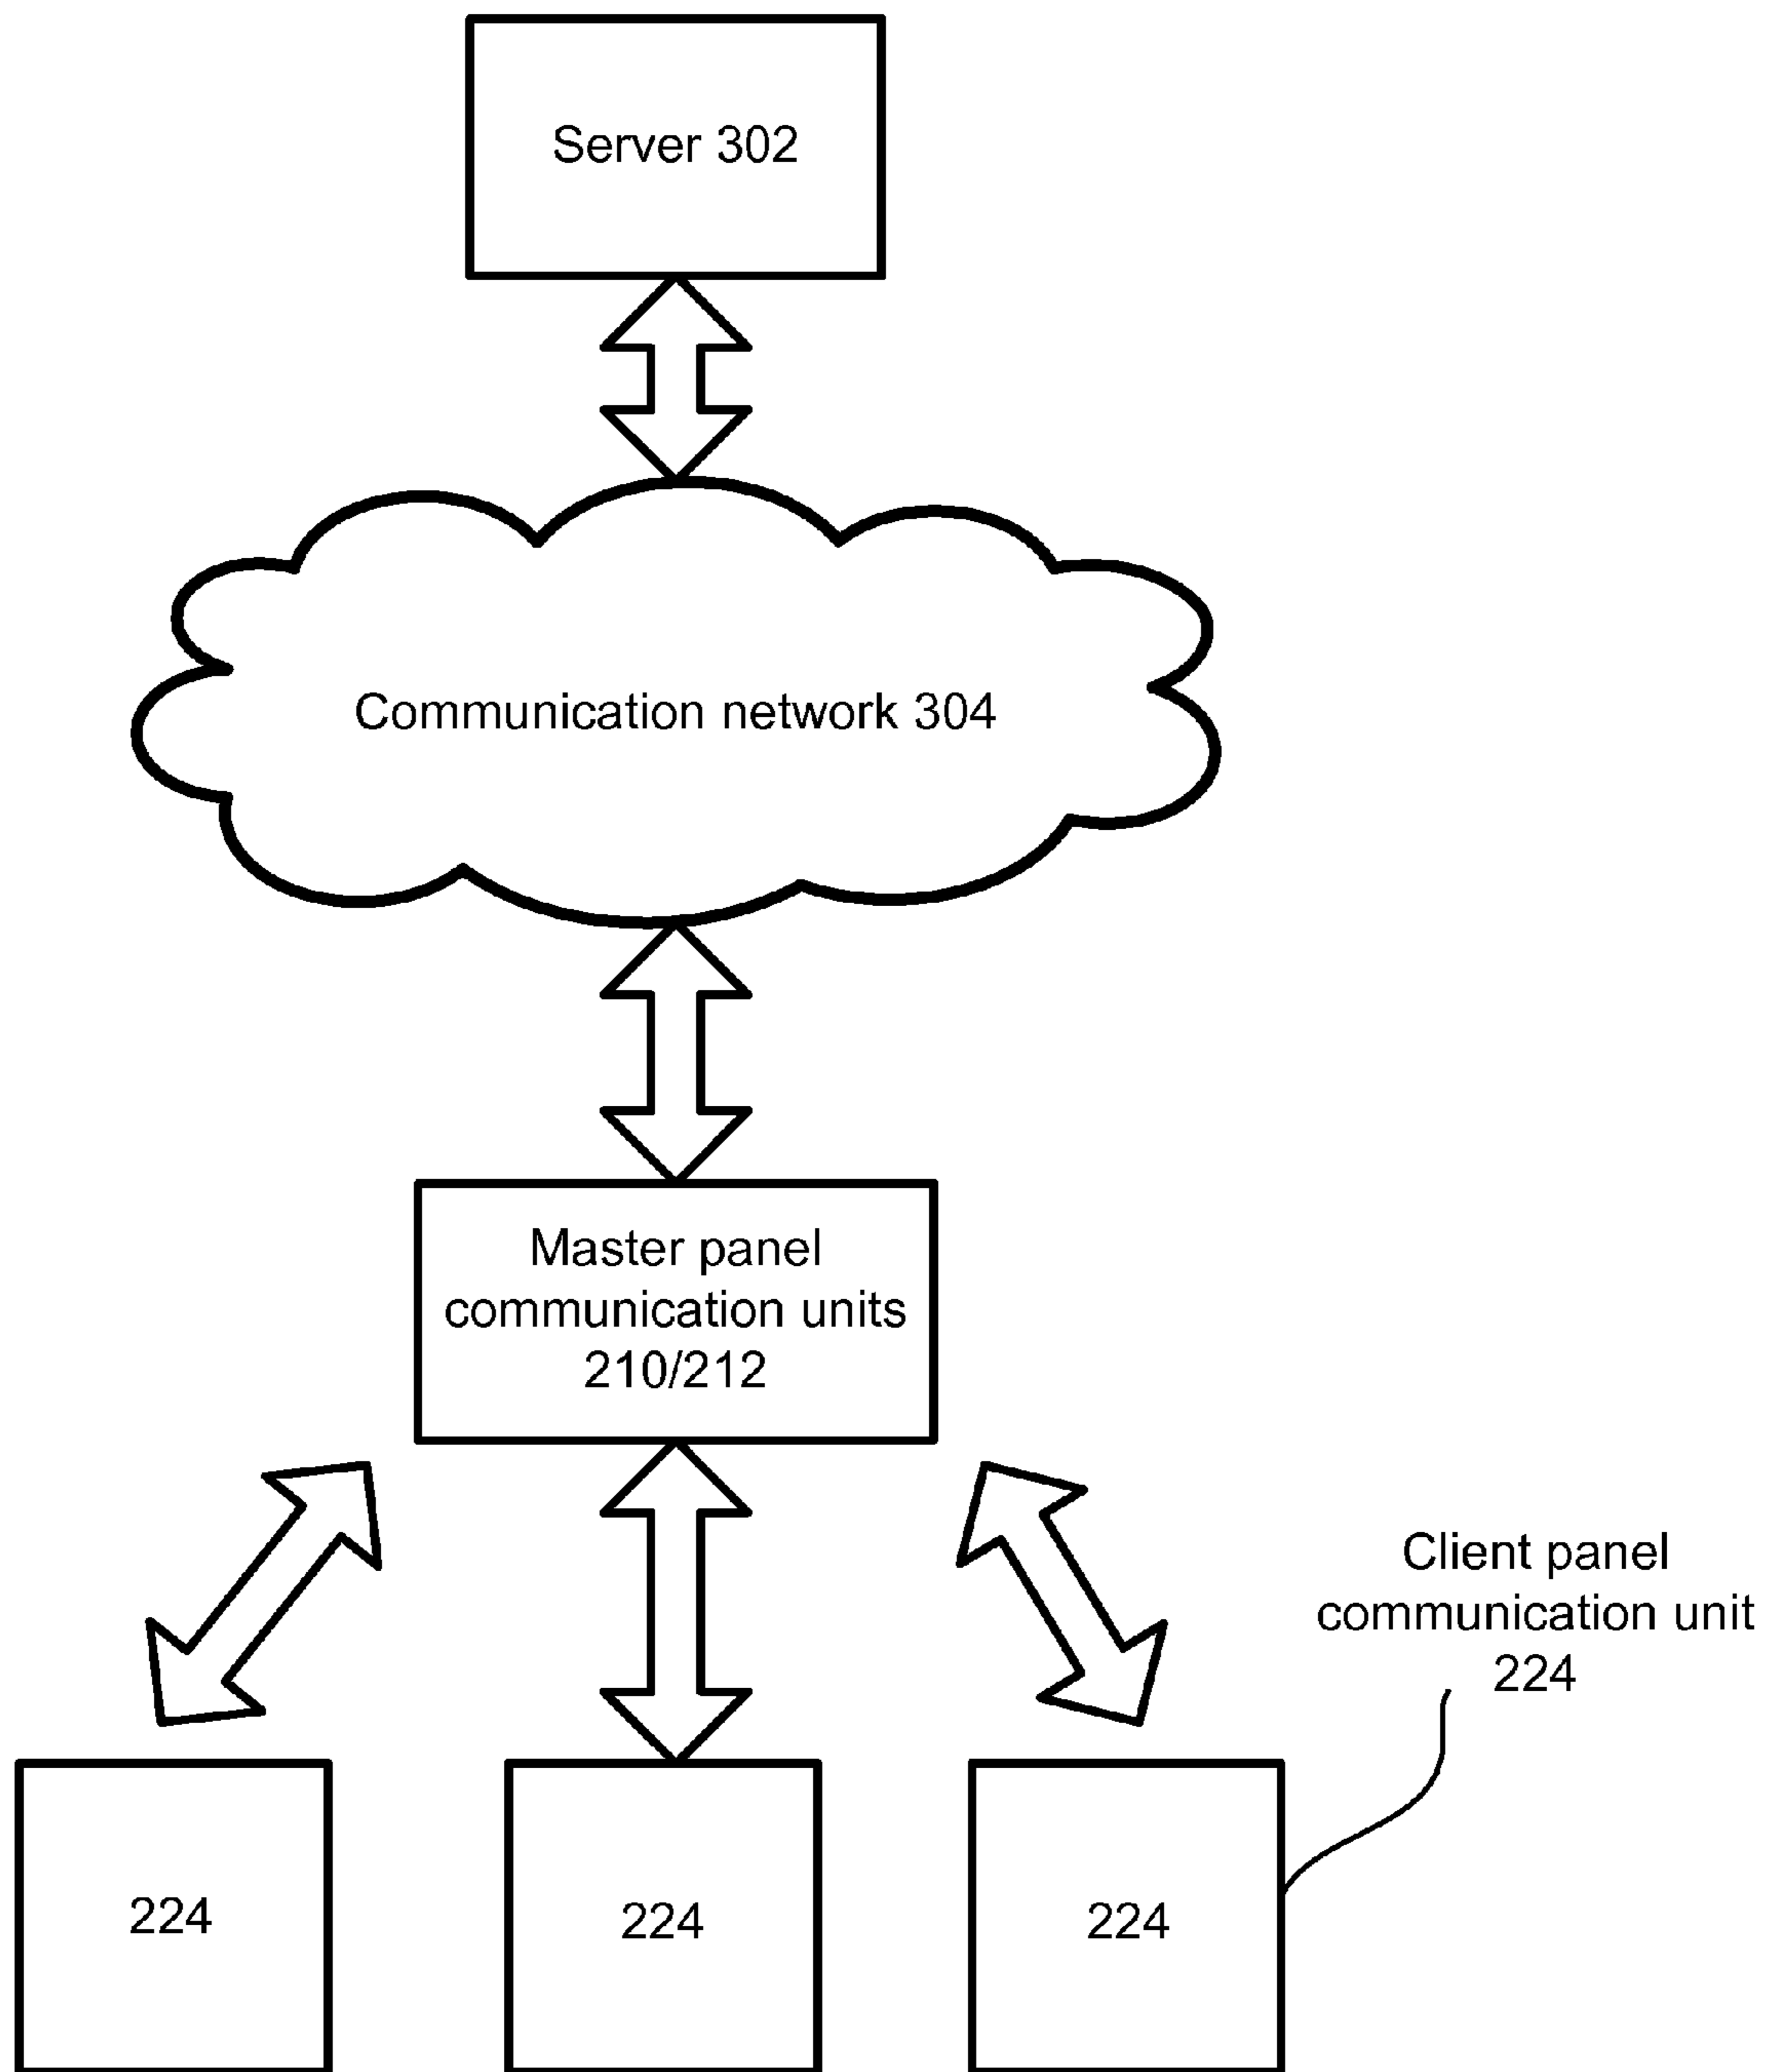 Server 302
Communication network 304
Master panel
communication units
210/212
Client panel
communication unit
224
224
224
224